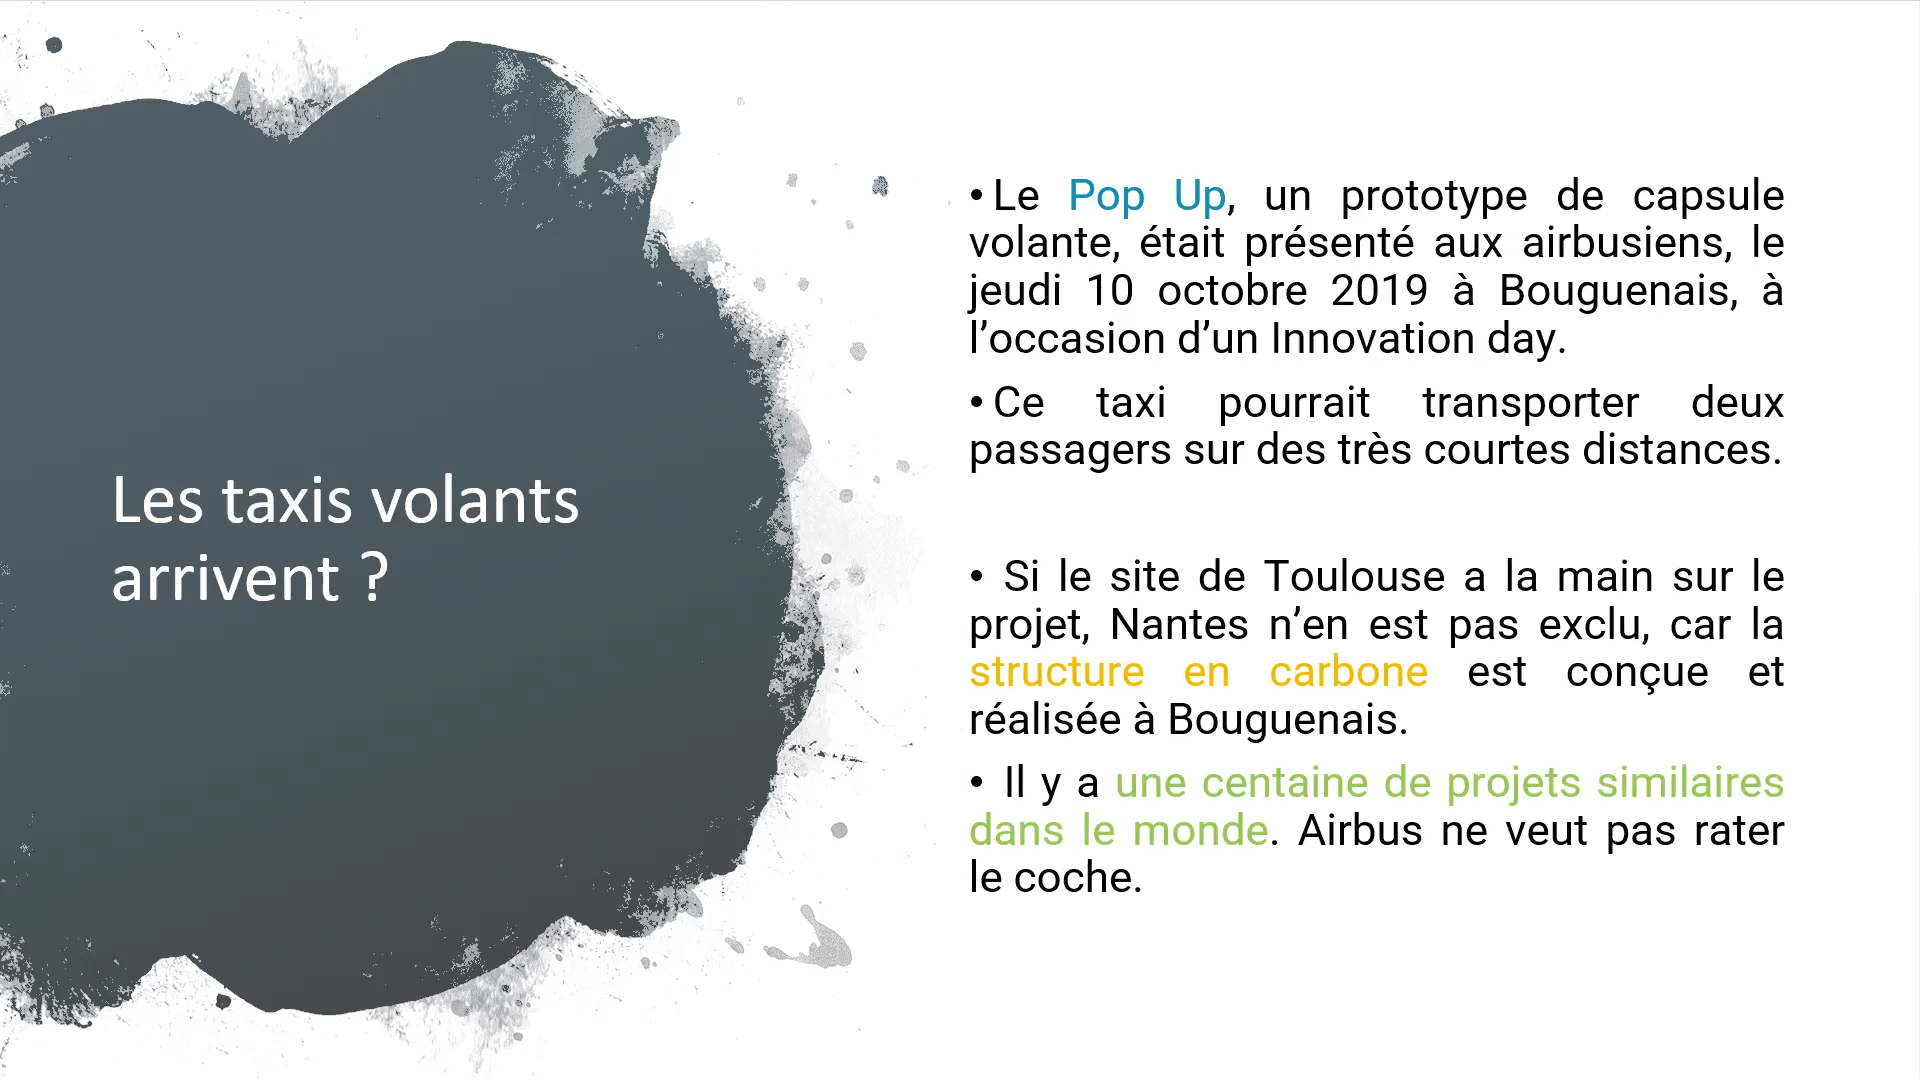 Les taxis volants
arrivent ?
• Le Pop Up, un prototype de capsule
volante, était présenté aux airbusiens, le
jeudi 10 octobre 2019 à Bouguenais, à
l’occasion d’un Innovation day.
• Ce taxi pourrait transporter deux
passagers sur des très courtes distances.
• Si le site de Toulouse a la main sur le
projet, Nantes n’en est pas exclu, car la
structure en carbone est conçue et
réalisée à Bouguenais.
• Il y a une centaine de projets similaires
dans le monde. Airbus ne veut pas rater
le coche.